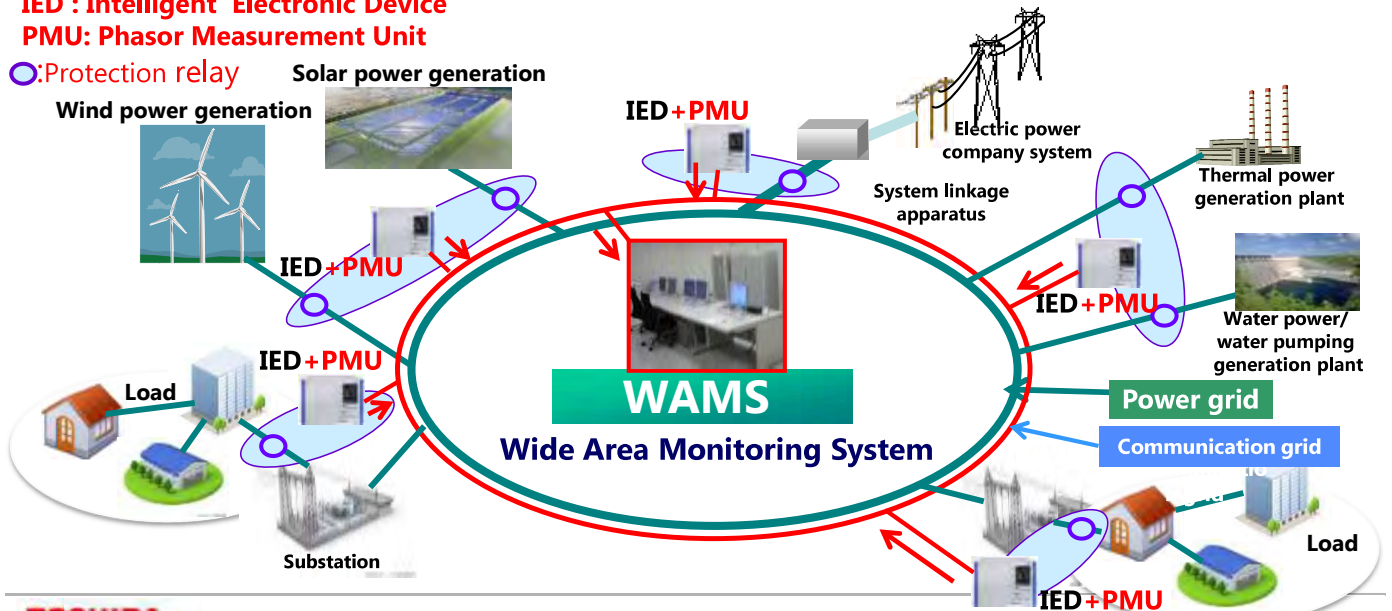 IED : Intelligent Electronic Device
PMU: Phasor Measurement Unit
:Protection relay
Solar power generation
Wind power generation
IED+PMU
Electric power
company system
System linkage
apparatus
Thermal power
generation plant
IED+PMU
IED+PMU
Water power/
water pumping
generation plant
IED+PMU
Load
WAMS
Wide Area Monitoring System
Power grid
Communication grid
Substation
Load
IED+PMU
TOSHIBA